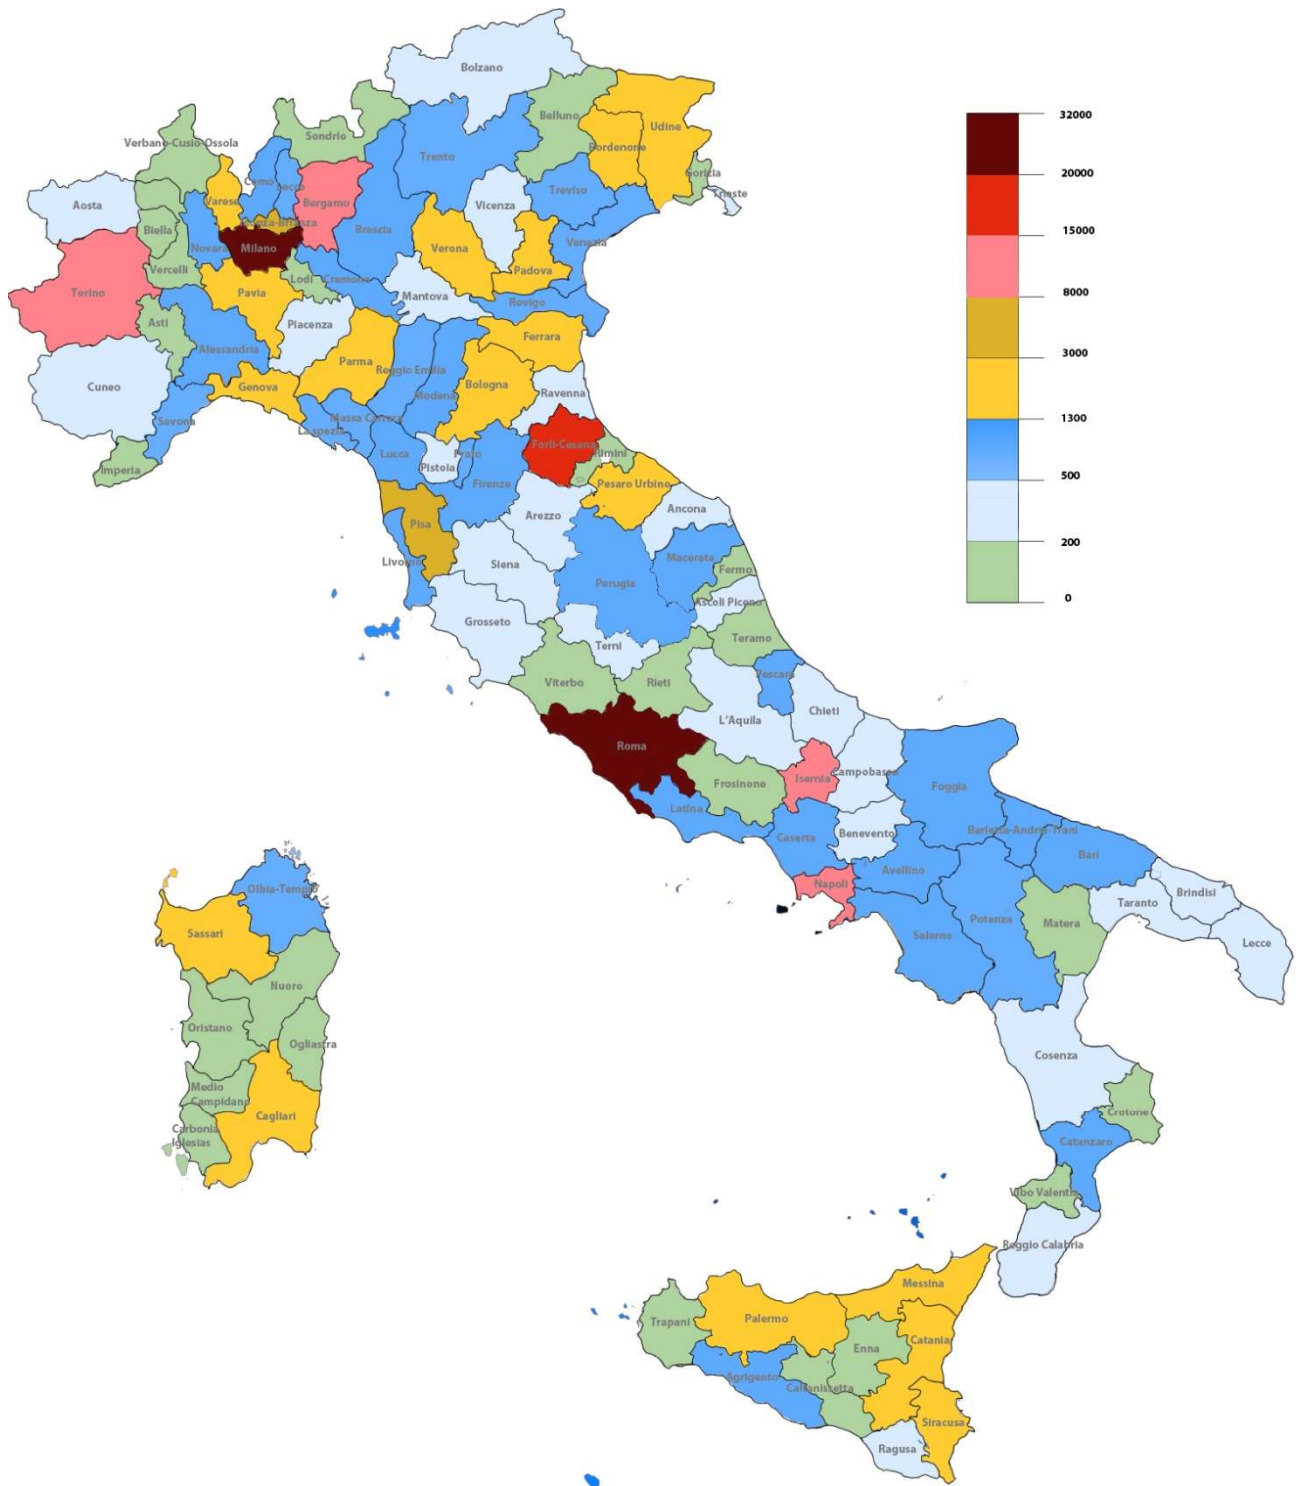 Bolzano
32000
Belluno
Udine
Sondrio
Verbano-Cusio-Ossola
Pordenone
Trento
Gorizia
20000
Como
Lecco
Treviso
Trieste
Varese
Bergamo
Vicenza
Aosta
Monza-Brianza
Biella
Brescia
15000
Novara
Milano
Verona
Venezia
Vercelli
Padova
Lodi
Cremona
Torino
Pavia
Mantova
8000
Rovigo
Asti
Piacenza
Ferrara
Alessandria
Parma
3000
Reggio Emilia
Cuneo
Genova
Bologna
Modena
Ravenna
Massa Carrara
1300
Savona
La spezia
Forlì-Cesena
Lucca
Prato
Rimini
Imperia
Pistoia
500
Firenze
Pesaro Urbino
Ancona
Arezzo
Pisa
200
Livorno
Siena
Macerata
Fermo
Perugia
0
Ascoli Piceno
Grosseto
Teramo
Terni
Pescara
Viterbo
Rieti
Chieti
L'Aquila
Roma
Isernia
Campobasso
Frosinone
Foggia
Latina
Barletta-Andria-Trani
Caserta
Benevento
Bari
Avellino
Olbia-Tempio
Napoli
Brindisi
Taranto
Sassari
Matera
Potenza
Salerno
Lecce
Nuoro
Oristano
Ogliastra
Cosenza
Medio
Campidano
Cagliari
Crotone
Carbonia
Iglesias
Catanzaro
Vibo Valentia
Reggio Calabria
Messina
Trapani
Palermo
Catania
Enna
Agrigento
Caltanissetta
Siracusa
Ragusa